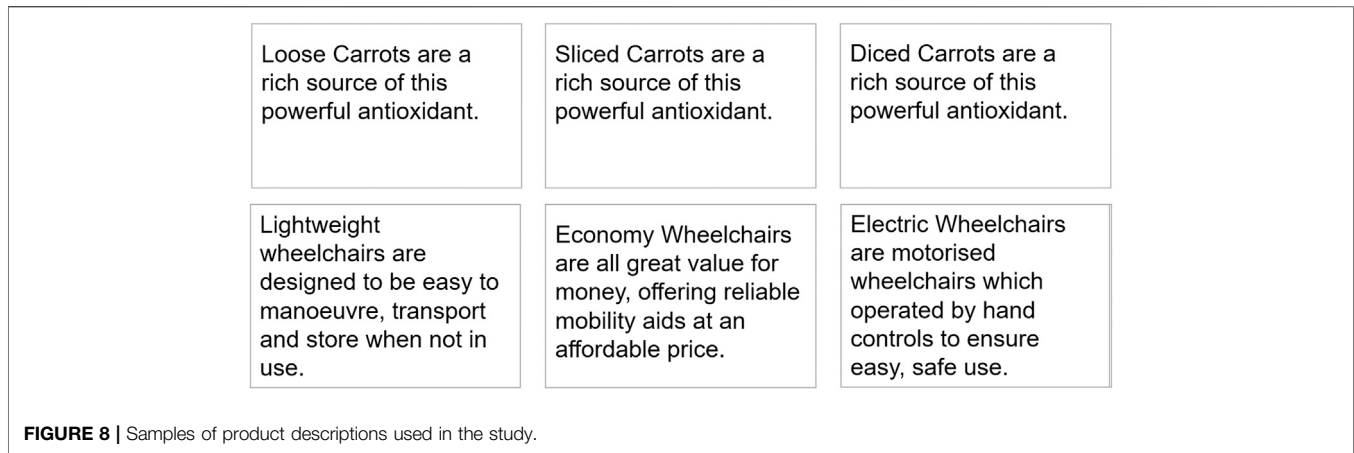 Loose Carrots are a
rich source of this
powerful antioxidant.
Sliced Carrots are a
rich source of this
powerful antioxidant.
Diced Carrots are a
rich source of this
powerful antioxidant.
Lightweight
wheelchairs are
designed to be easy to
manoeuvre, transport
and store when not in
use.
Economy Wheelchairs
are all great value for
money, offering reliable
mobility aids at an
affordable price.
Electric Wheelchairs
are motorised
wheelchairs which
operated by hand
controls to ensure
easy, safe use.
FIGURE 8 | Samples of product descriptions used in the study.